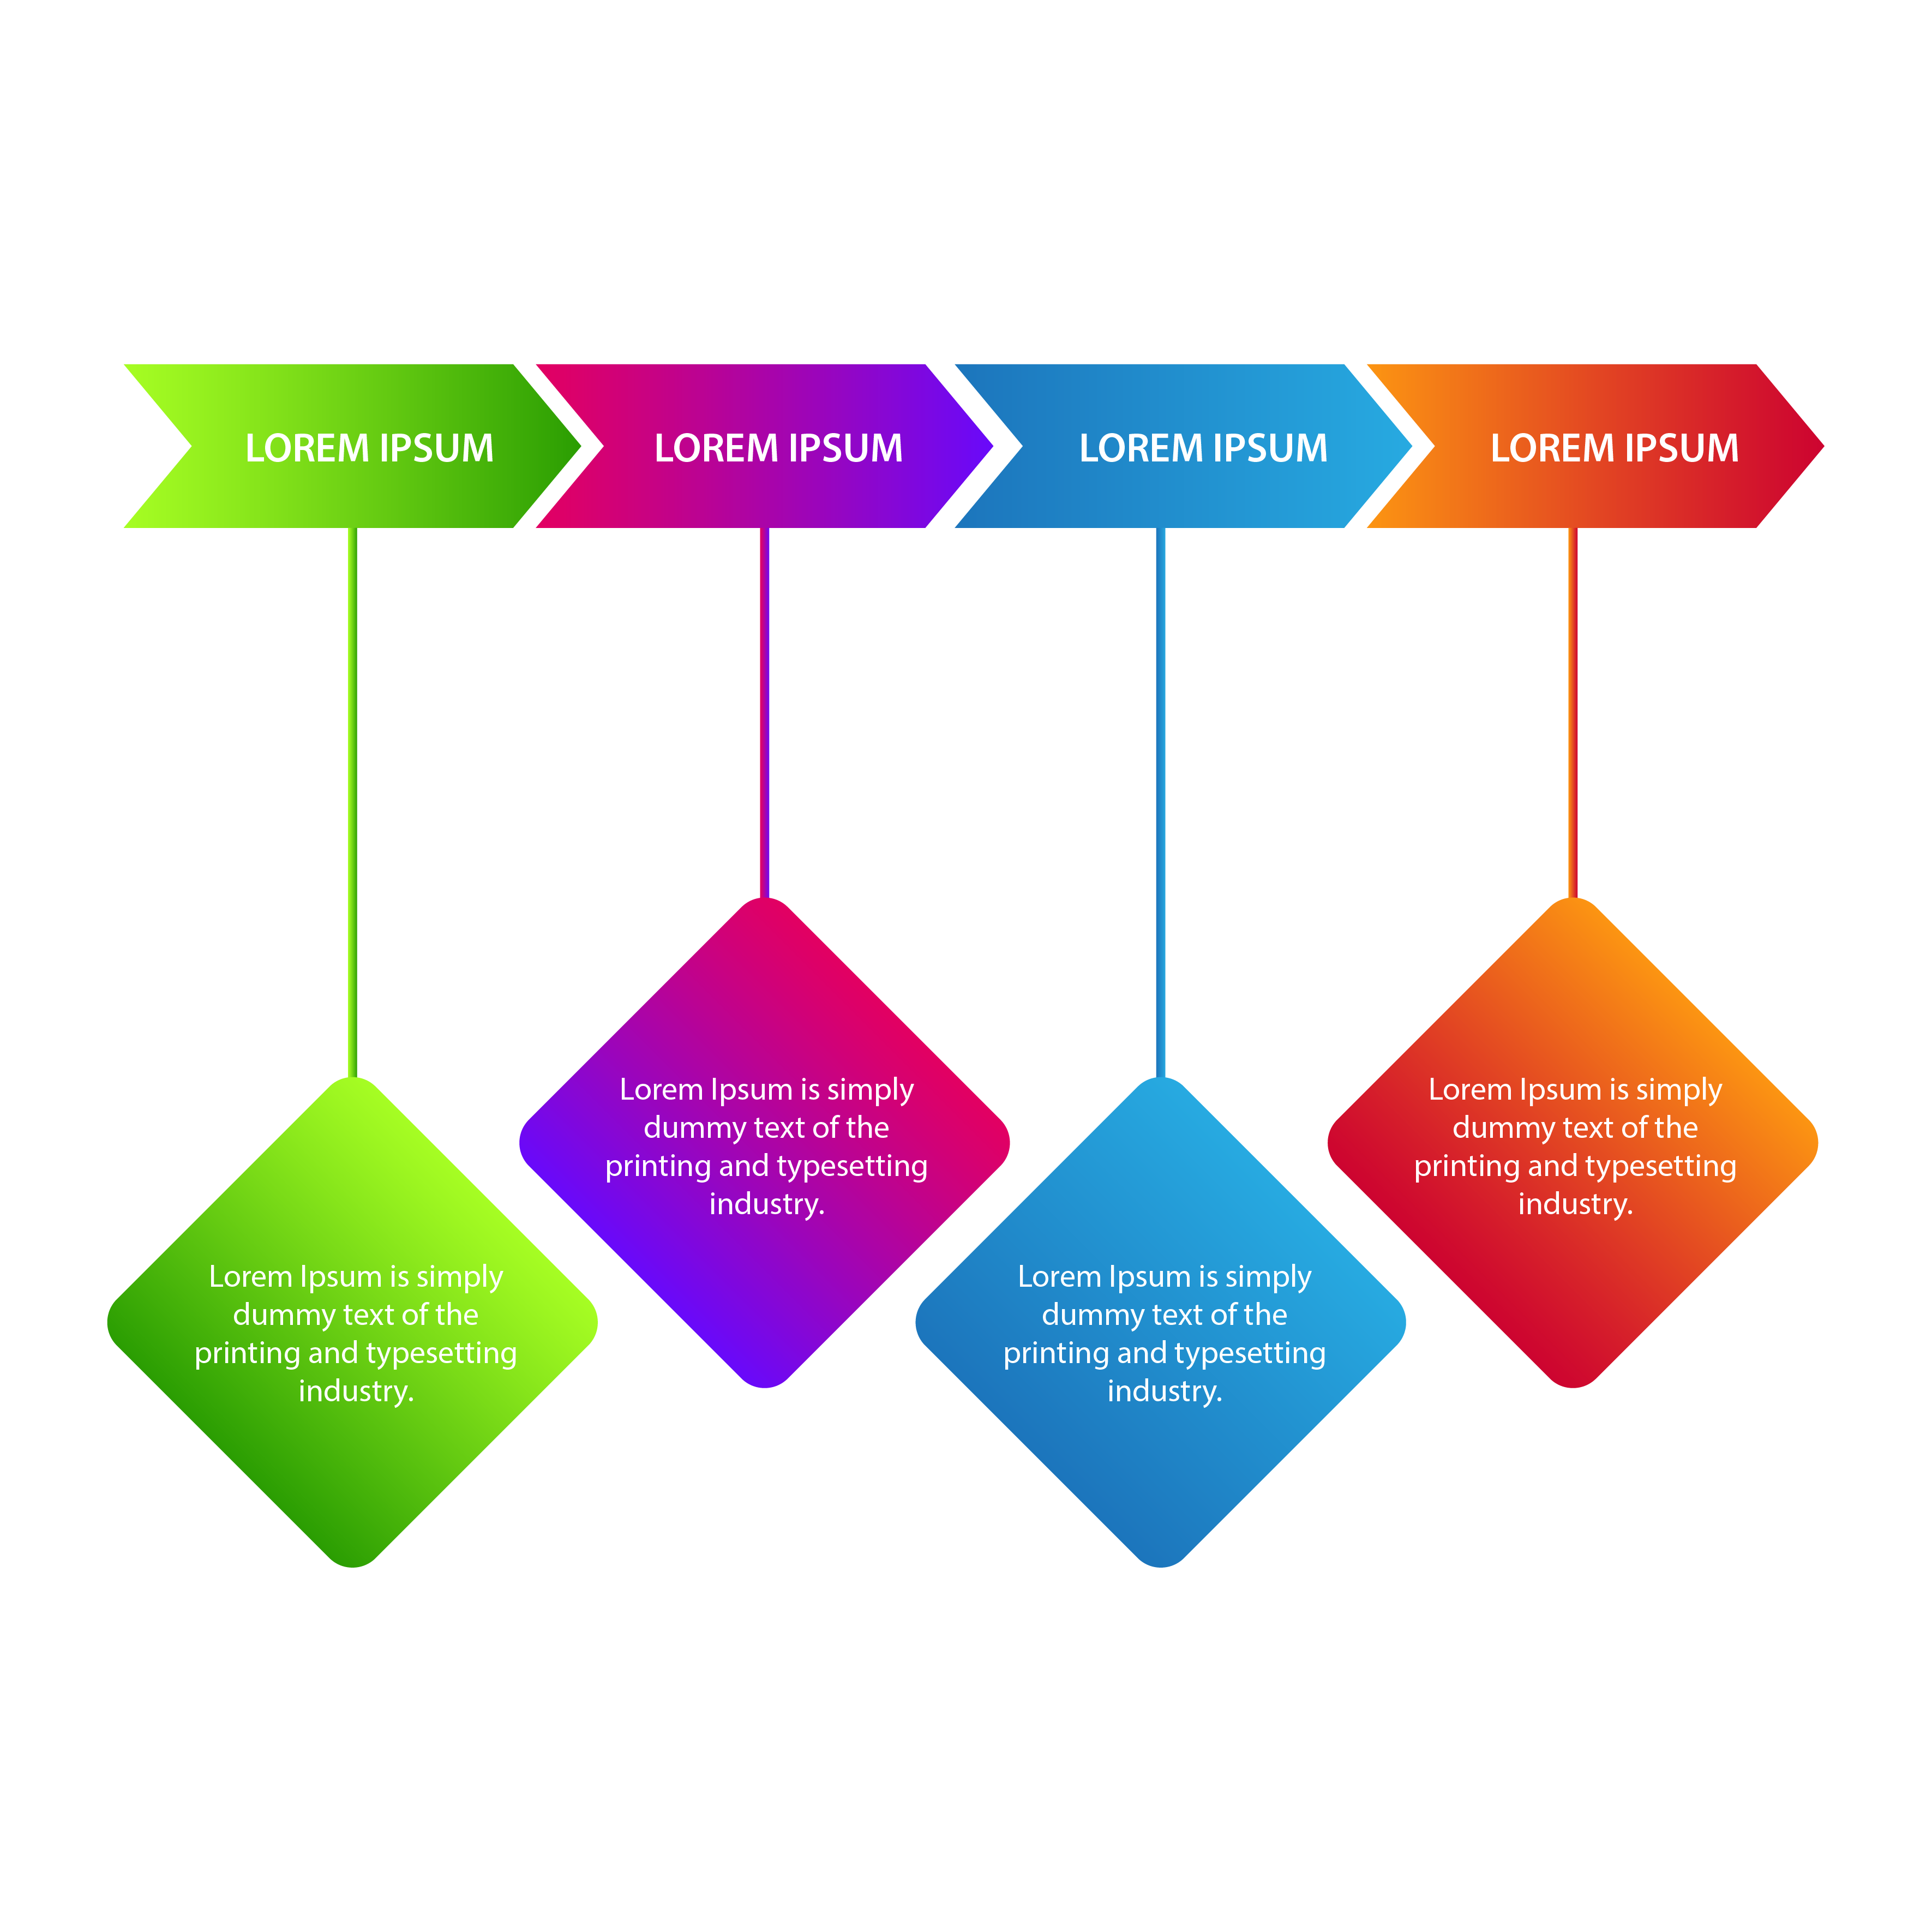 LOREM IPSUM
LOREM IPSUM
LOREM IPSUM
LOREM IPSUM
Lorem Ipsum is simply
dummy text of the
printing and typesetting
industry.
Lorem Ipsum is simply
dummy text of the
printing and typesetting
industry.
Lorem Ipsum is simply
dummy text of the
printing and typesetting
industry.
Lorem Ipsum is simply
dummy text of the
printing and typesetting
industry.